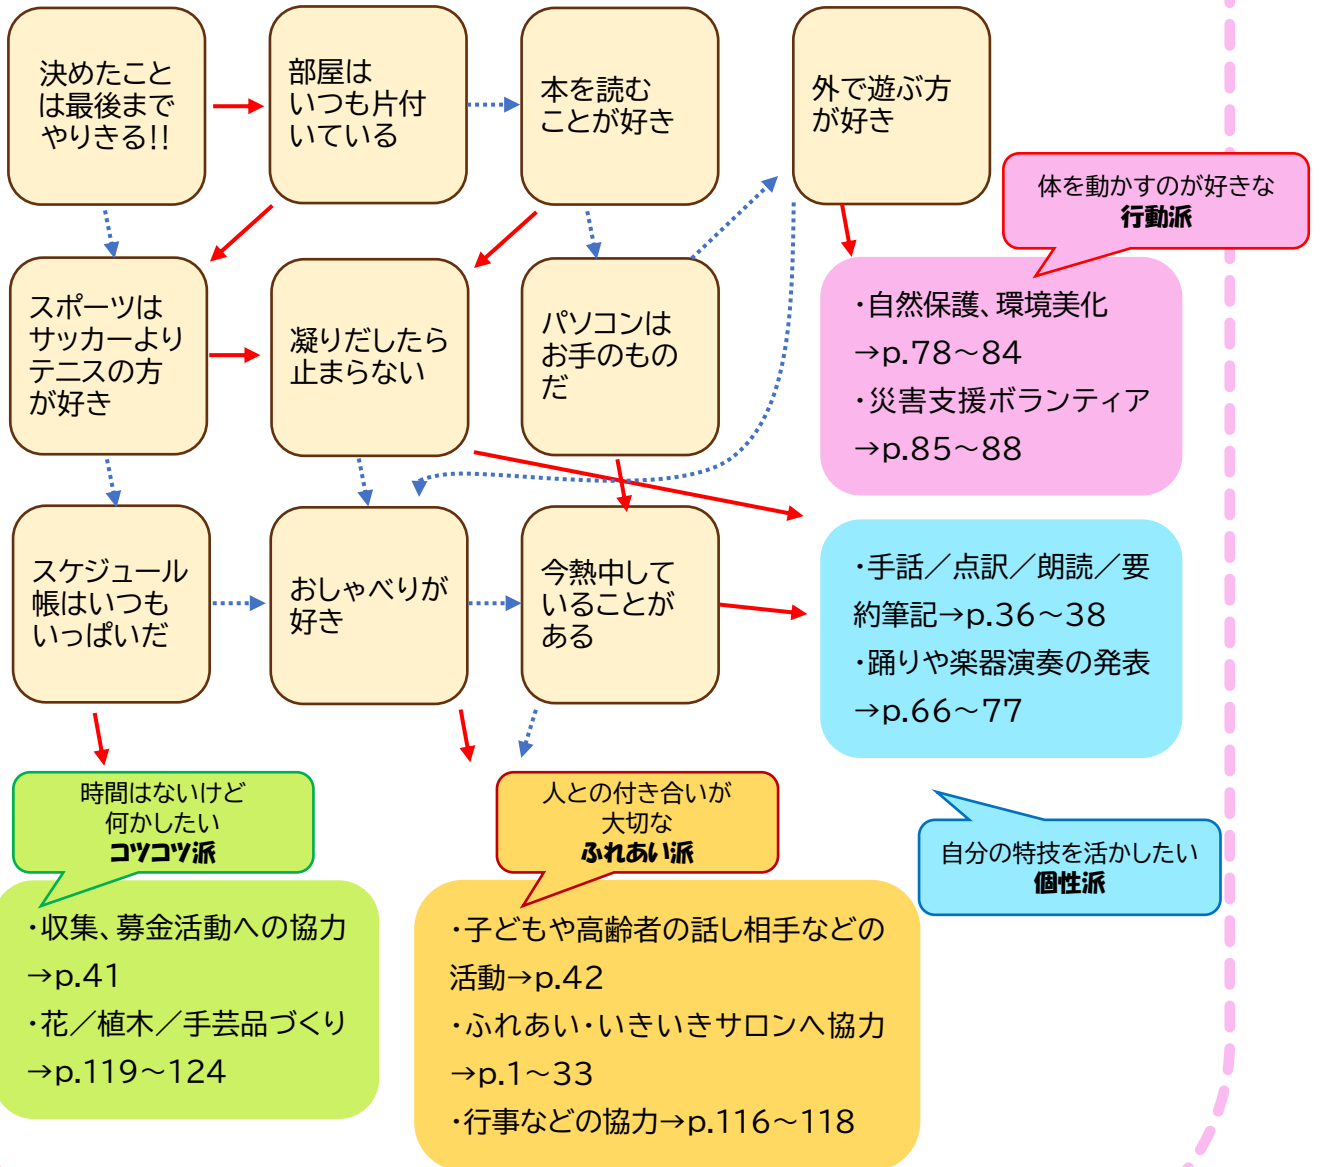 決めたこと
は最後まで
やりきる!!
部屋は
いつも片付
いている
本を読む
ことが好き
外で遊ぶ方
が好き
体を動かすのが好きな
行動派
スポーツは
サッカーより
テニスの方
が好き
凝りだしたら
止まらない
パソコンは
お手のもの
だ
・自然保護、環境美化
→p.78～84
・災害支援ボランティア
→p.85～88
スケジュール
帳はいつも
いっぱいだ
おしゃべりが
好き
今熱中して
いることが
ある
・手話／点訳／朗読／要
約筆記→p.36～38
・踊りや楽器演奏の発表
→p.66～77
時間はないけど
何かしたい
コツコツ派
人との付き合いが
大切な
ふれあい派
自分の特技を活かしたい
個性派
・収集、募金活動への協力
→p.41
・花／植木／手芸品づくり
→p.119～124
・子どもや高齢者の話し相手などの
活動→p.42
・ふれあい・いきいきサロンへ協力
→p.1～33
・行事などの協力→p.116～118